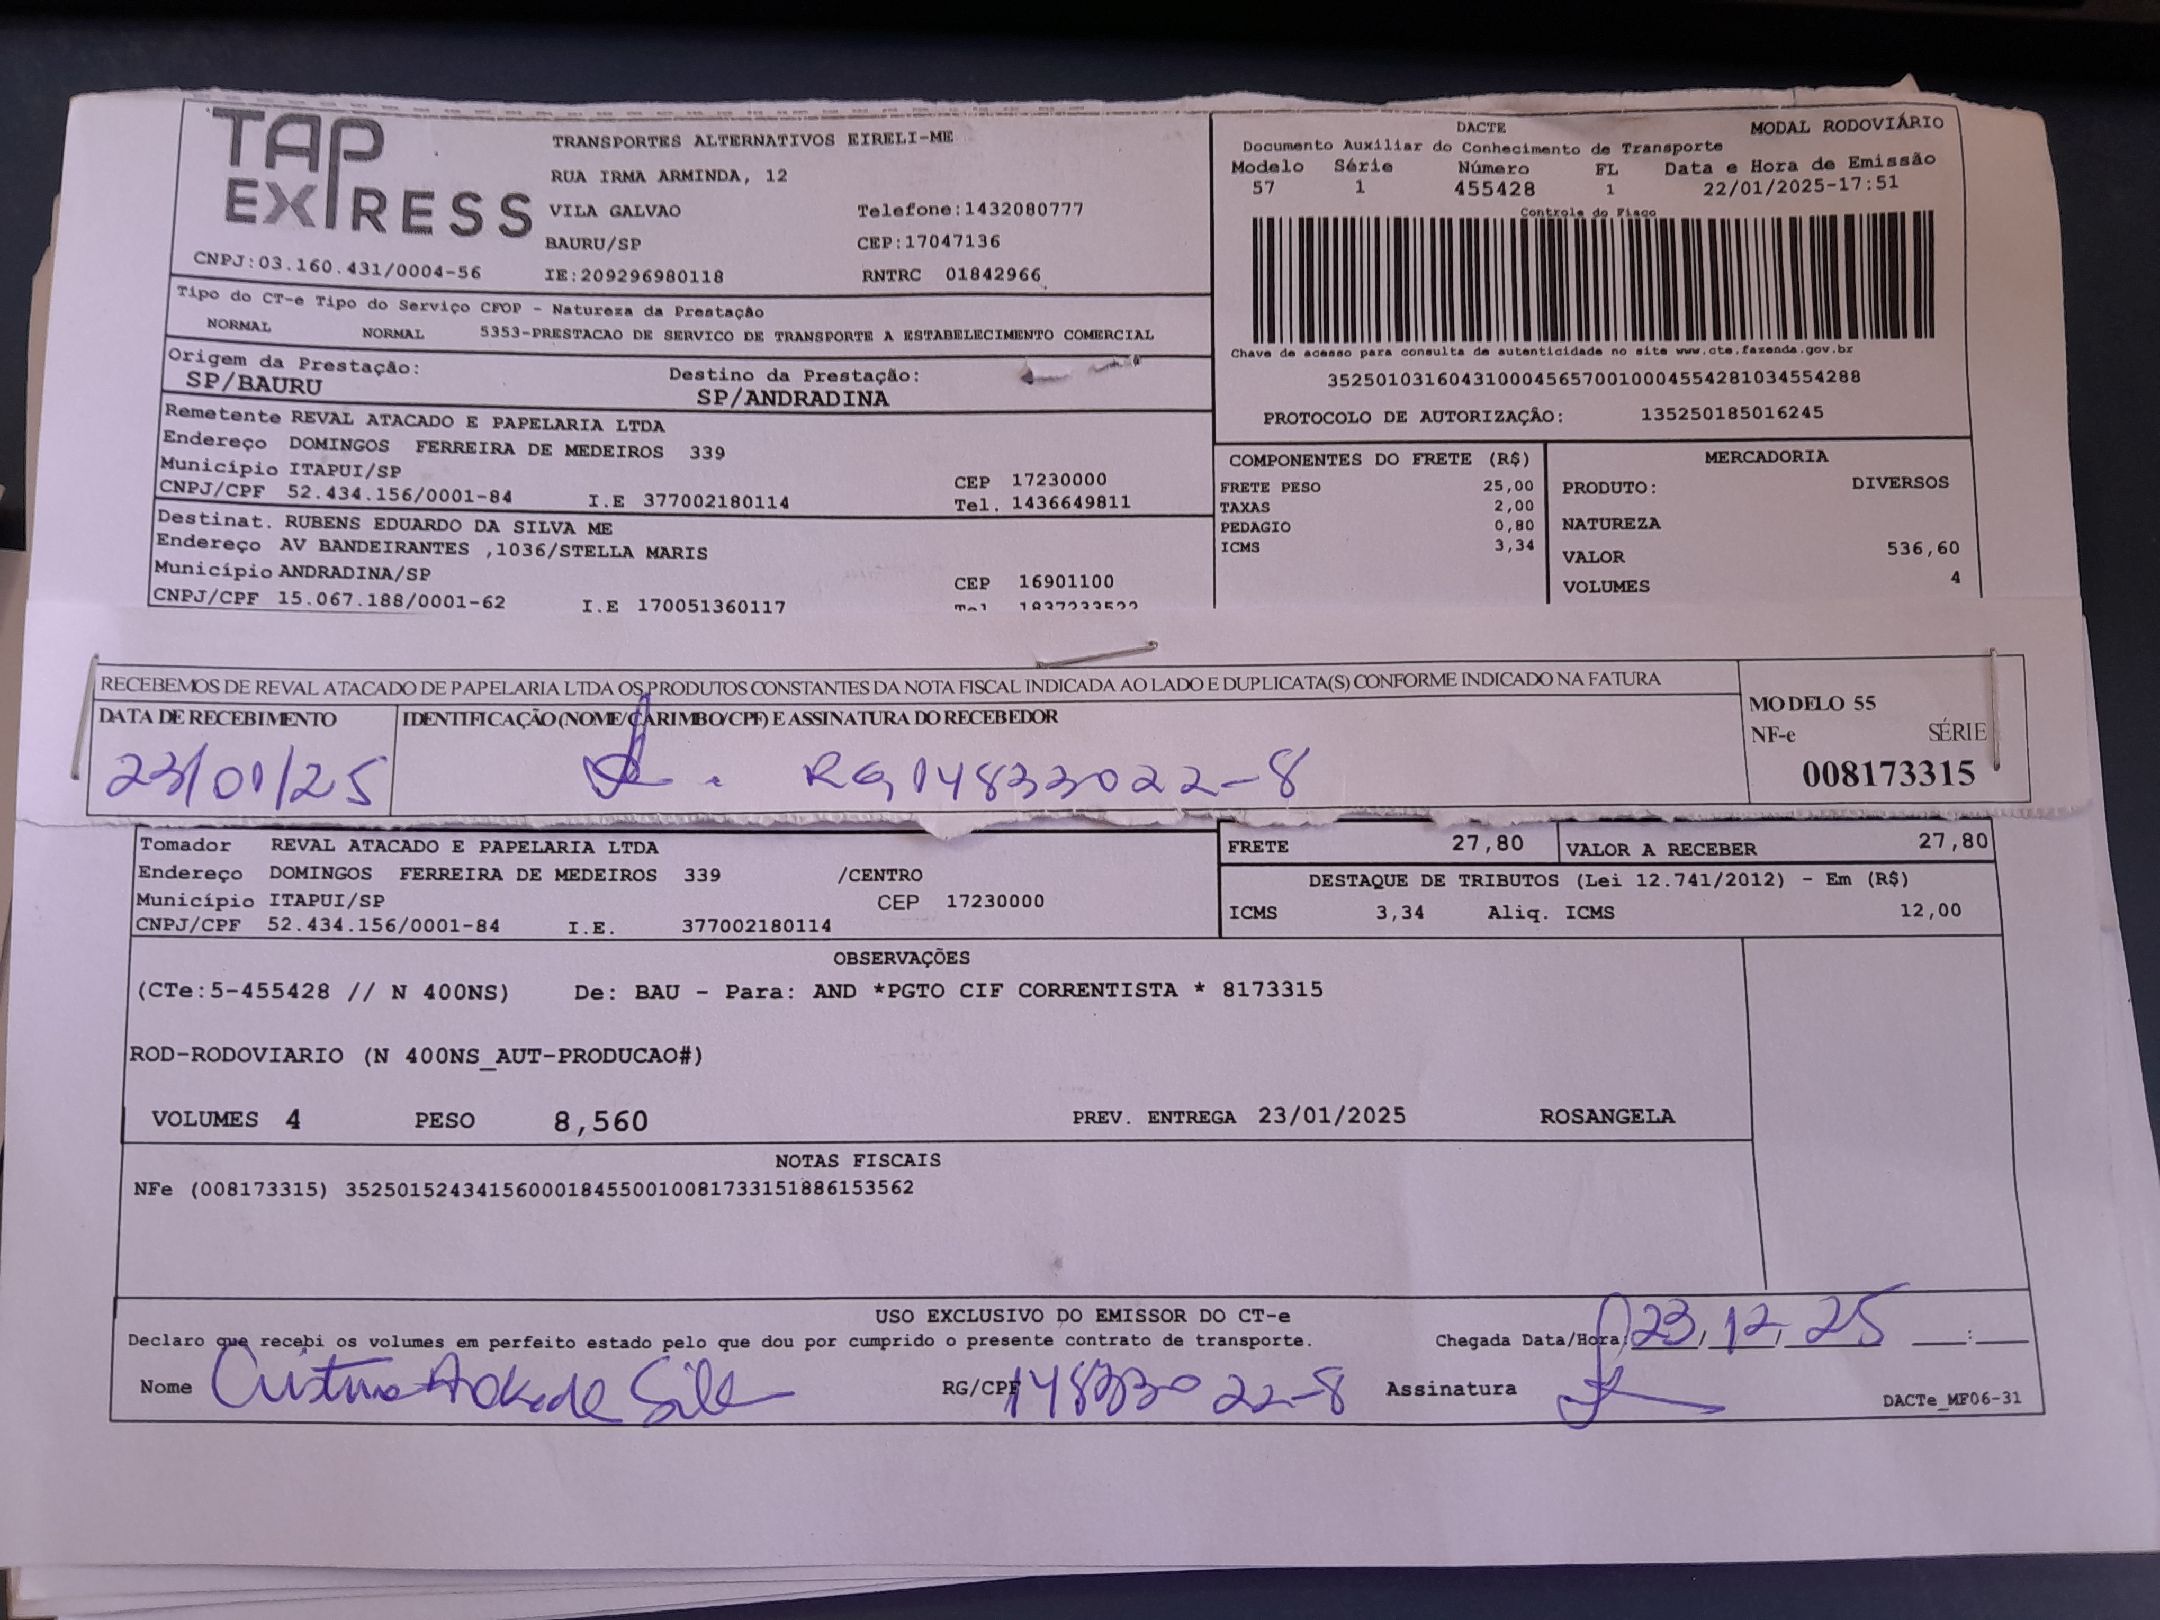 TAP EXPRESS
TRANSPORTES ALTERNATIVOS EIRELI-ME
RUA IRMA ARMINDA, 12
VILA GALVAO Telefone:1432080777
BAURU/SP CEP:17047136
CNPJ:03.160.431/0004-56 IE:209296980118 RNTRC 01842966
DACTE MODAL RODOVIÁRIO
Documento Auxiliar do Conhecimento de Transporte
Modelo Série Número FL Data e Hora de Emissão
57 1 455428 1 22/01/2025-17:51
Controle do Fisco
Chave de acesso para consulta de autenticidade no site www.cte.fazenda.gov.br
35250103160431000456570010004554281034554288
PROTOCOLO DE AUTORIZAÇÃO: 135250185016245
Tipo do CT-e Tipo do Serviço CFOP - Natureza da Prestação
NORMAL NORMAL 5353-PRESTACAO DE SERVICO DE TRANSPORTE A ESTABELECIMENTO COMERCIAL
Origem da Prestação: Destino da Prestação:
SP/BAURU SP/ANDRADINA
Remetente REVAL ATACADO E PAPELARIA LTDA
Endereço DOMINGOS FERREIRA DE MEDEIROS 339
Município ITAPUI/SP CEP 17230000
CNPJ/CPF 52.434.156/0001-84 I.E 377002180114 Tel. 1436649811
Destinat. RUBENS EDUARDO DA SILVA ME
Endereço AV BANDEIRANTES ,1036/STELLA MARIS
Município ANDRADINA/SP CEP 16901100
CNPJ/CPF 15.067.188/0001-62 I.E 170051360117 Tel 1837233522
COMPONENTES DO FRETE (R$)
FRETE PESO 25,00
TAXAS 2,00
PEDAGIO 0,80
ICMS 3,34
MERCADORIA
PRODUTO: DIVERSOS
NATUREZA
VALOR 536,60
VOLUMES 4
RECEBEMOS DE REVAL ATACADO DE PAPELARIA LTDA OS PRODUTOS CONSTANTES DA NOTA FISCAL INDICADA AO LADO E DUPLICATA(S) CONFORME INDICADO NA FATURA
DATA DE RECEBIMENTO IDENTIFICAÇÃO (NOME/CARIMBO/CPF) E ASSINATURA DO RECEBEDOR
23/01/25 RG 14833022-8
MODELO 55
NF-e SÉRIE
008173315
Tomador REVAL ATACADO E PAPELARIA LTDA
Endereço DOMINGOS FERREIRA DE MEDEIROS 339 /CENTRO
Município ITAPUI/SP CEP 17230000
CNPJ/CPF 52.434.156/0001-84 I.E. 377002180114
FRETE 27,80 VALOR A RECEBER 27,80
DESTAQUE DE TRIBUTOS (Lei 12.741/2012) - Em (R$)
ICMS 3,34 Aliq. ICMS 12,00
OBSERVAÇÕES
(CTe:5-455428 // N 400NS) De: BAU - Para: AND *PGTO CIF CORRENTISTA * 8173315
ROD-RODOVIARIO (N 400NS_AUT-PRODUCAO#)
VOLUMES 4 PESO 8,560 PREV. ENTREGA 23/01/2025 ROSANGELA
NOTAS FISCAIS
NFe (008173315) 35250152434156000184550010081733151886153562
USO EXCLUSIVO DO EMISSOR DO CT-e
Declaro que recebi os volumes em perfeito estado pelo que dou por cumprido o presente contrato de transporte. Chegada Data/Hora 23/12/25 __:__
Nome RG/CPF 14833022-8 Assinatura DACTe_MF06-31